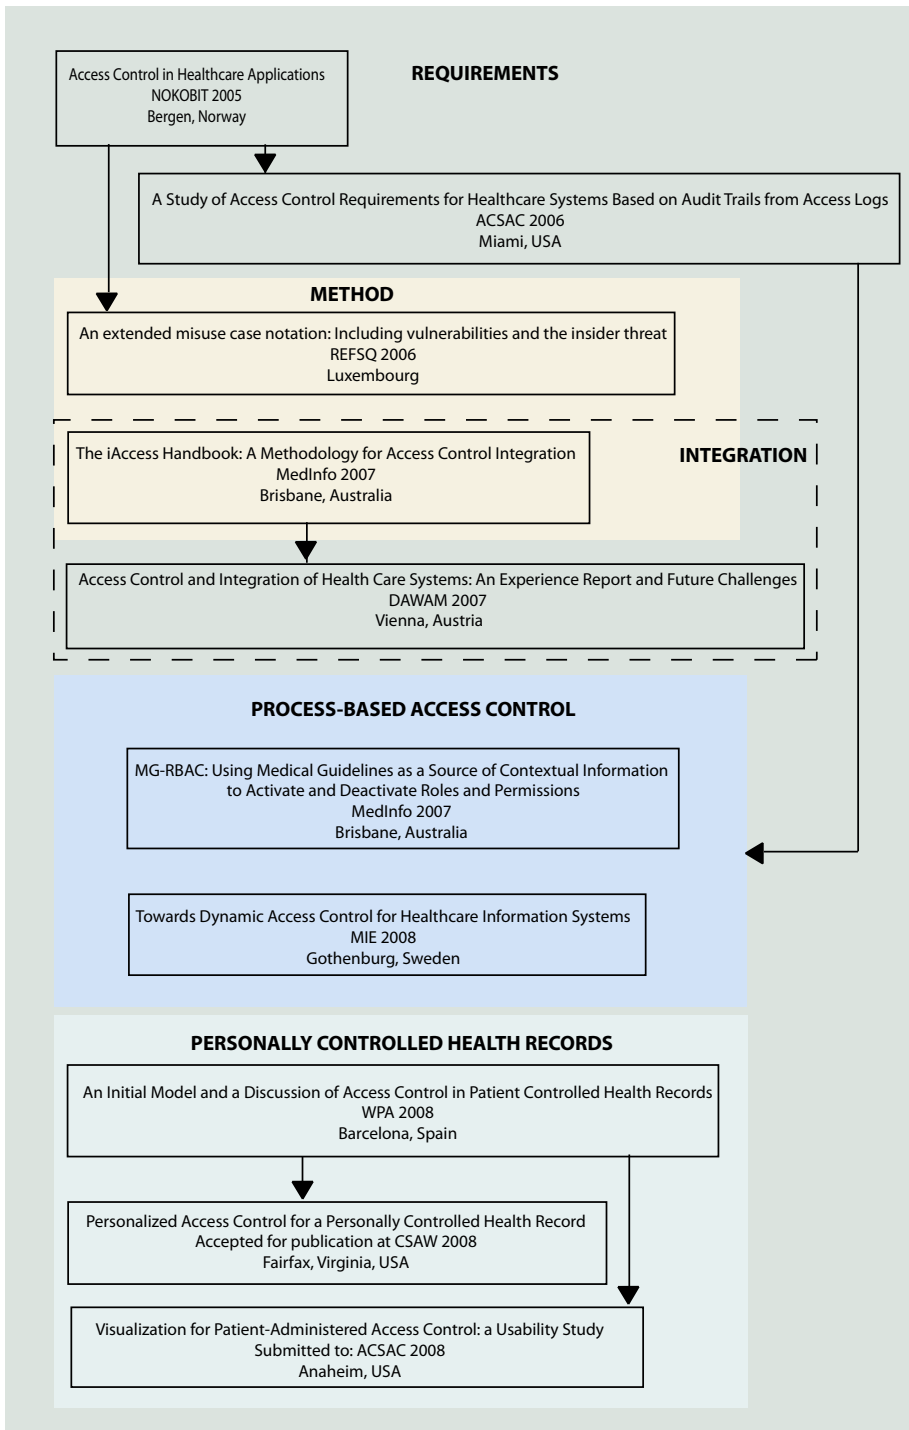 REQUIREMENTS
Access Control in Healthcare Applications
NOKOBIT 2005
Bergen, Norway
A Study of Access Control Requirements for Healthcare Systems Based on Audit Trails from Access Logs
ACSAC 2006
Miami, USA
METHOD
An extended misuse case notation: Including vulnerabilities and the insider threat
REFSQ 2006
Luxembourg
INTEGRATION
The iAccess Handbook: A Methodology for Access Control Integration
MedInfo 2007
Brisbane, Australia
Access Control and Integration of Health Care Systems: An Experience Report and Future Challenges
DAWAM 2007
Vienna, Austria
PROCESS-BASED ACCESS CONTROL
MG-RBAC: Using Medical Guidelines as a Source of Contextual Information
to Activate and Deactivate Roles and Permissions
MedInfo 2007
Brisbane, Australia
Towards Dynamic Access Control for Healthcare Information Systems
MIE 2008
Gothenburg, Sweden
PERSONALLY CONTROLLED HEALTH RECORDS
An Initial Model and a Discussion of Access Control in Patient Controlled Health Records
WPA 2008
Barcelona, Spain
Personalized Access Control for a Personally Controlled Health Record
Accepted for publication at CSAW 2008
Fairfax, Virginia, USA
Visualization for Patient-Administered Access Control: a Usability Study
Submitted to: ACSAC 2008
Anaheim, USA